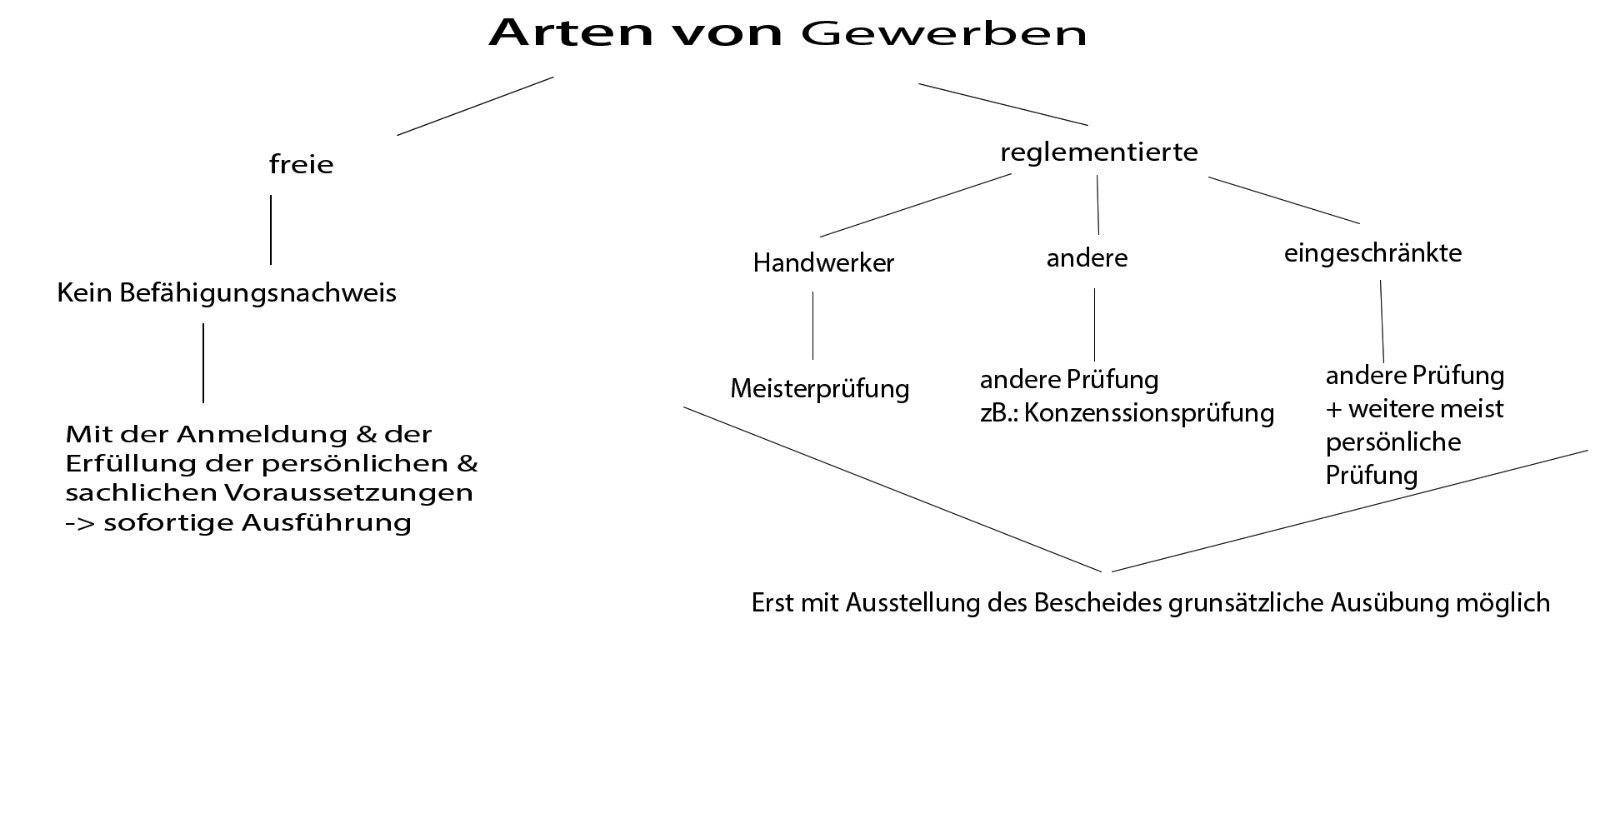 Arten von Gewerben
freie
reglementierte
Kein Befähigungsnachweis
Mit der Anmeldung & der
Erfüllung der persönlichen &
sachlichen Voraussetzungen
-> sofortige Ausführung
Handwerker
andere
eingeschränkte
Meisterprüfung
andere Prüfung
zB.: Konzenssionsprüfung
andere Prüfung
+ weitere meist
persönliche
Prüfung
Erst mit Ausstellung des Bescheides grunsätzliche Ausübung möglich